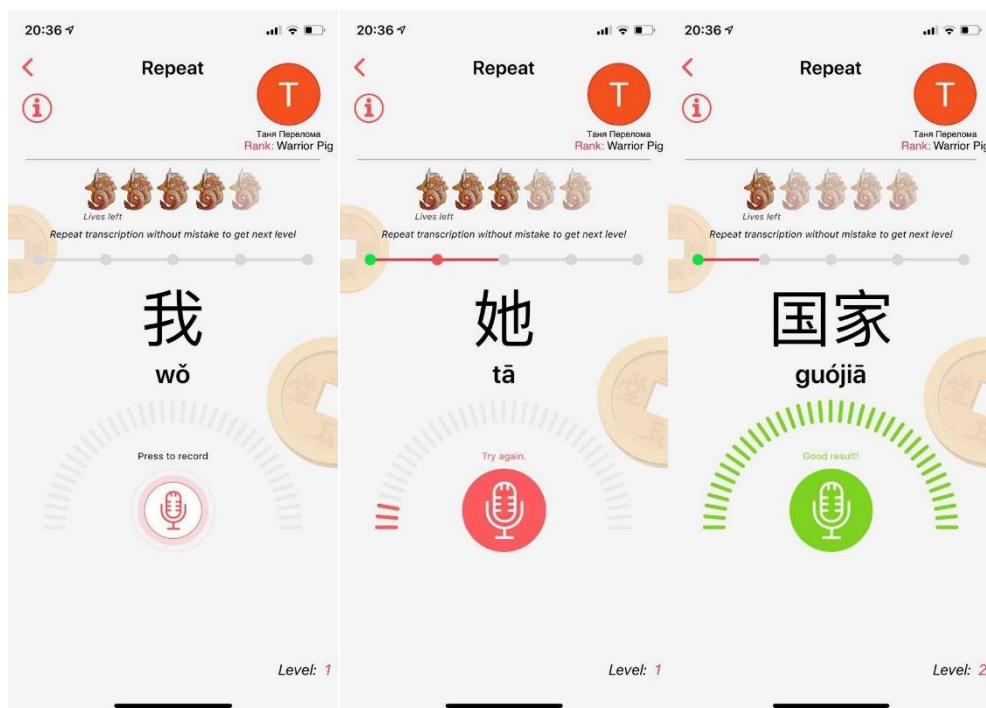 20:36
Repeat
T
Таня Перелома
Rank: Warrior Pig
Lives left
Repeat transcription without mistake to get next level
我
wǒ
Press to record
Level: 1
20:36
Repeat
T
Таня Перелома
Rank: Warrior Pig
Lives left
Repeat transcription without mistake to get next level
她
tā
Try again.
Level: 1
20:36
Repeat
T
Таня Перелома
Rank: Warrior Pig
Lives left
Repeat transcription without mistake to get next level
国家
guójiā
Good result!
Level: 2